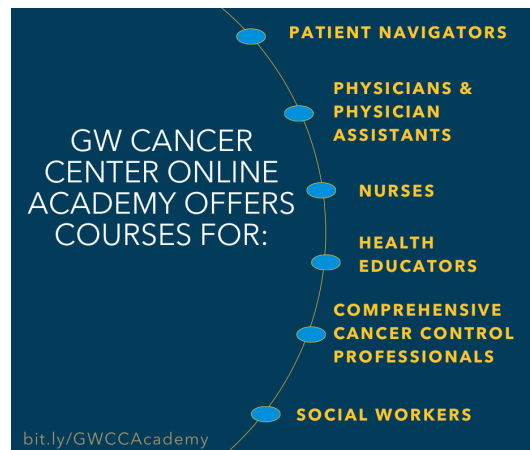 GW CANCER
CENTER ONLINE
ACADEMY OFFERS
COURSES FOR:
PATIENT NAVIGATORS
PHYSICIANS &
PHYSICIAN
ASSISTANTS
NURSES
HEALTH
EDUCATORS
COMPREHENSIVE
CANCER CONTROL
PROFESSIONALS
SOCIAL WORKERS
bit.ly/GWCCAcademy